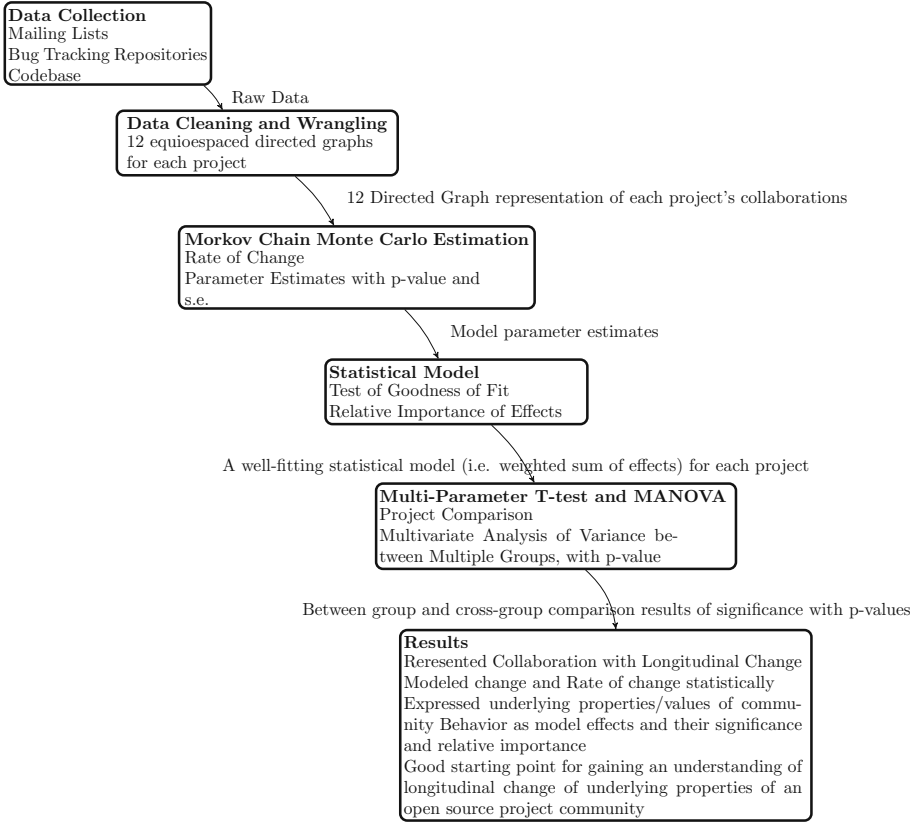 Data Collection
Mailing Lists
Bug Tracking Repositories
Codebase
Raw Data
Data Cleaning and Wrangling
12 equioespaced directed graphs
for each project
12 Directed Graph representation of each project's collaborations
Morkov Chain Monte Carlo Estimation
Rate of Change
Parameter Estimates with p-value and
s.e.
Model parameter estimates
Statistical Model
Test of Goodness of Fit
Relative Importance of Effects
A well-fitting statistical model (i.e. weighted sum of effects) for each project
Multi-Parameter T-test and MANOVA
Project Comparison
Multivariate Analysis of Variance be-
tween Multiple Groups, with p-value
Between group and cross-group comparison results of significance with p-values
Results
Reresented Collaboration with Longitudinal Change
Modeled change and Rate of change statistically
Expressed underlying properties/values of commu-
nity Behavior as model effects and their significance
and relative importance
Good starting point for gaining an understanding of
longitudinal change of underlying properties of an
open source project community